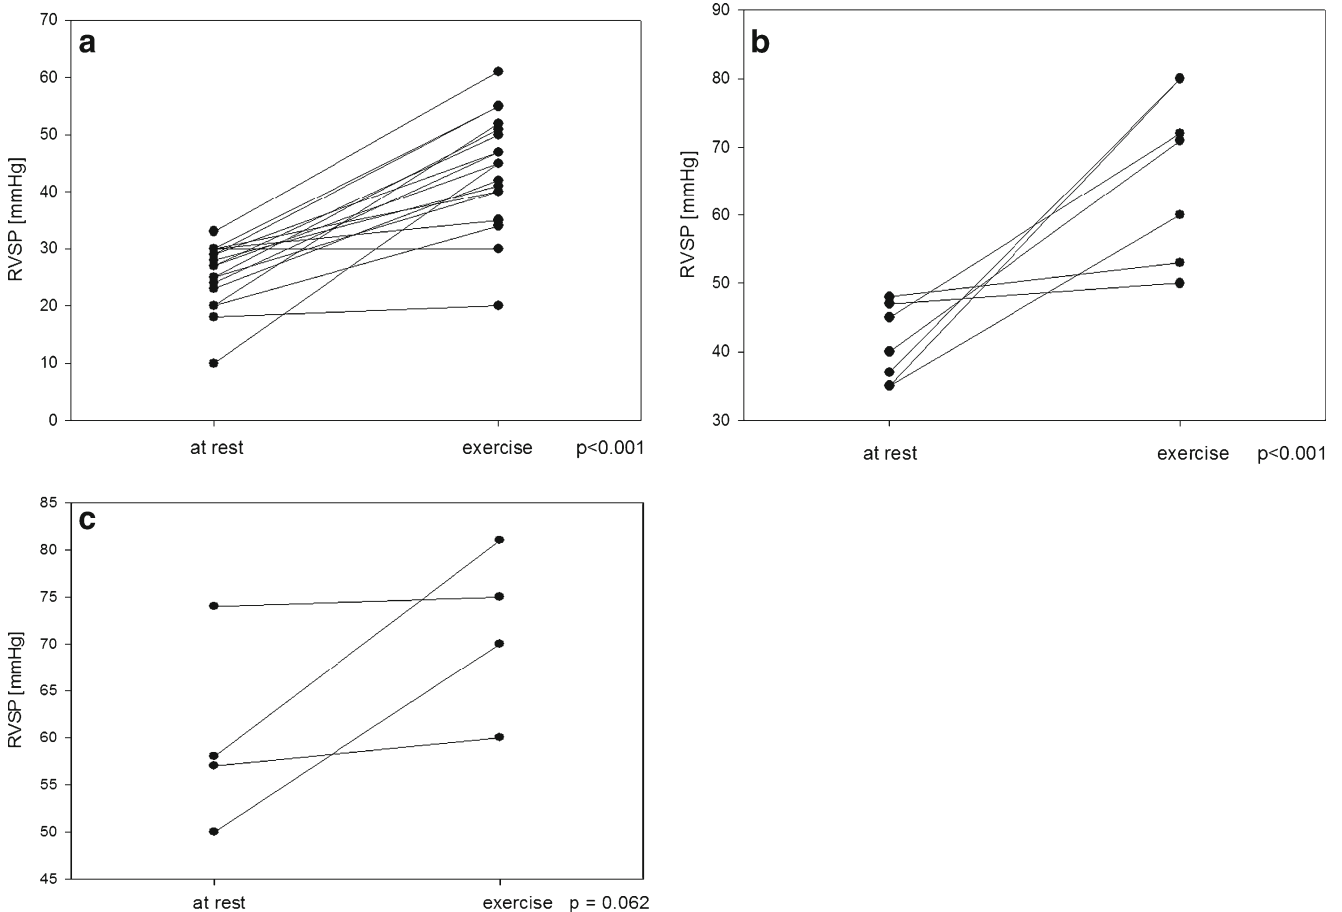 a
RVSP [mmHg]
70
60
50
40
30
20
10
0
at rest exercise p<0.001
b
RVSP [mmHg]
90
80
70
60
50
40
30
at rest exercise p<0.001
c
RVSP [mmHg]
85
80
75
70
65
60
55
50
45
at rest exercise p = 0.062